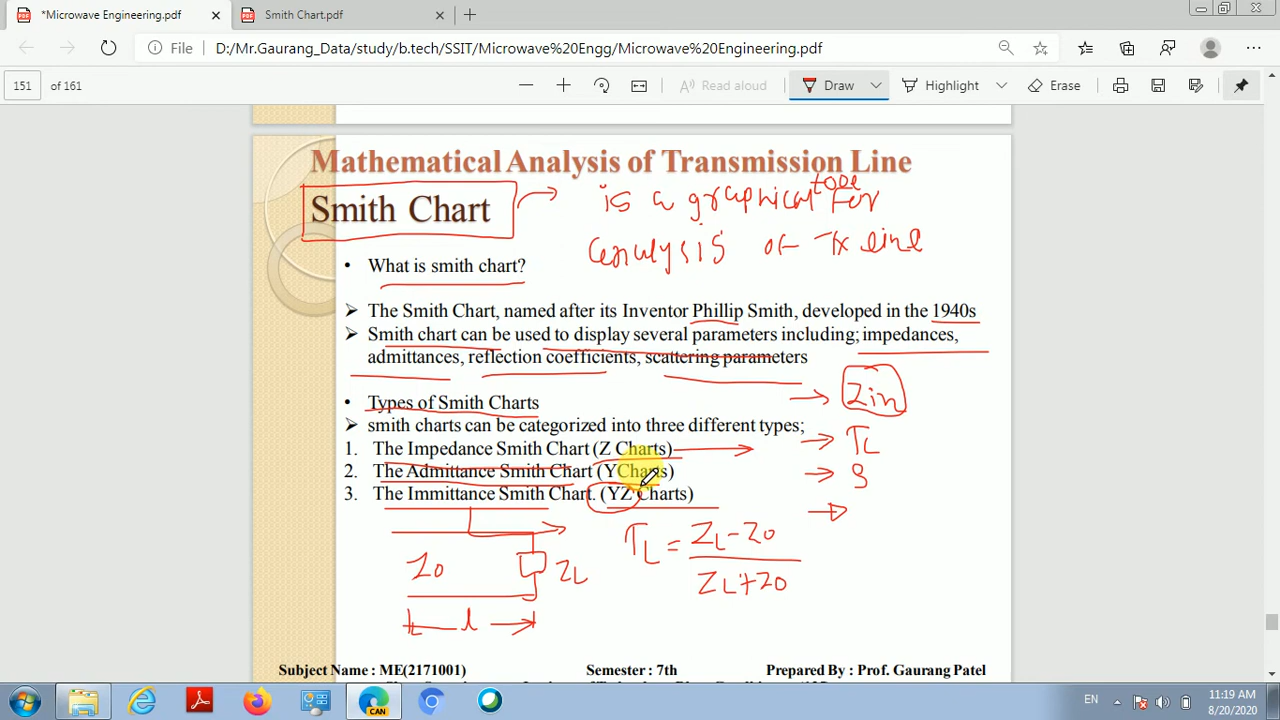 *Microwave Engineering.pdf
Smith Chart.pdf
File D:/Mr.Gaurang_Data/study/b.tech/SSIT/Microwave%20Engg/Microwave%20Engineering.pdf
151 of 161
Read aloud
Draw
Highlight
Erase
Mathematical Analysis of Transmission Line
Smith Chart
is a graphical tool for
analysis of Tx line
• What is smith chart?
➢ The Smith Chart, named after its Inventor Phillip Smith, developed in the 1940s
➢ Smith chart can be used to display several parameters including; impedances,
admittances, reflection coefficients, scattering parameters
Zin
• Types of Smith Charts
➢ smith charts can be categorized into three different types;
1. The Impedance Smith Chart (Z Charts)
2. The Admittance Smith Chart (YCharts)
3. The Immittance Smith Chart. (YZ Charts)
TL
S
TL = ZL-Z0
ZL+Z0
Z0
ZL
l
Subject Name : ME(2171001)
Semester : 7th
Prepared By : Prof. Gaurang Patel
EN
11:19 AM
8/20/2020
CAN